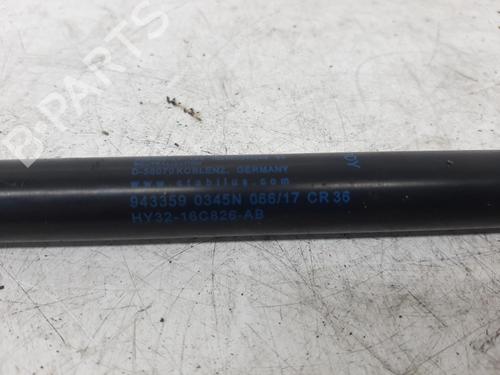 D-56070 KOBLENZ, GERMANY
www.stabilus.com
943359 0345N 066/17 CR 36
HY32-16C826-AB
B-Parts